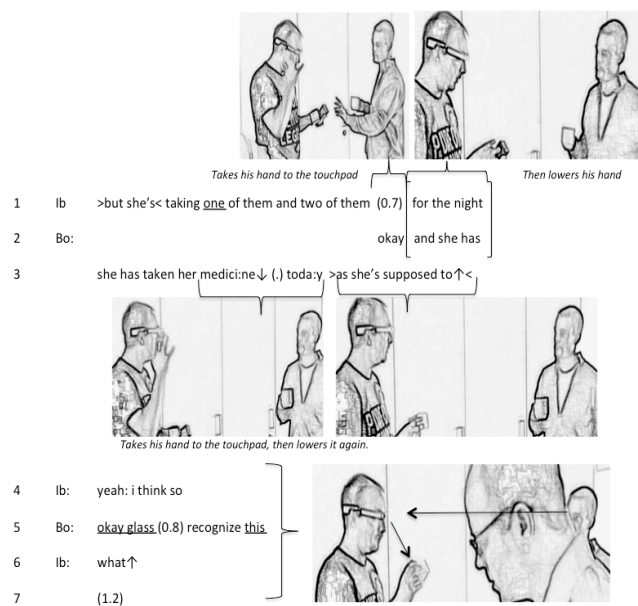 Takes his hand to the touchpad Then lowers his hand
1 Ib >but she's< taking one of them and two of them (0.7) for the night
2 Bo: okay and she has
3 she has taken her medici:ne↓ (.) toda:y >as she's supposed to↑<
Takes his hand to the touchpad, then lowers it again.
4 Ib: yeah: i think so
5 Bo: okay glass (0.8) recognize this
6 Ib: what↑
7 (1.2)